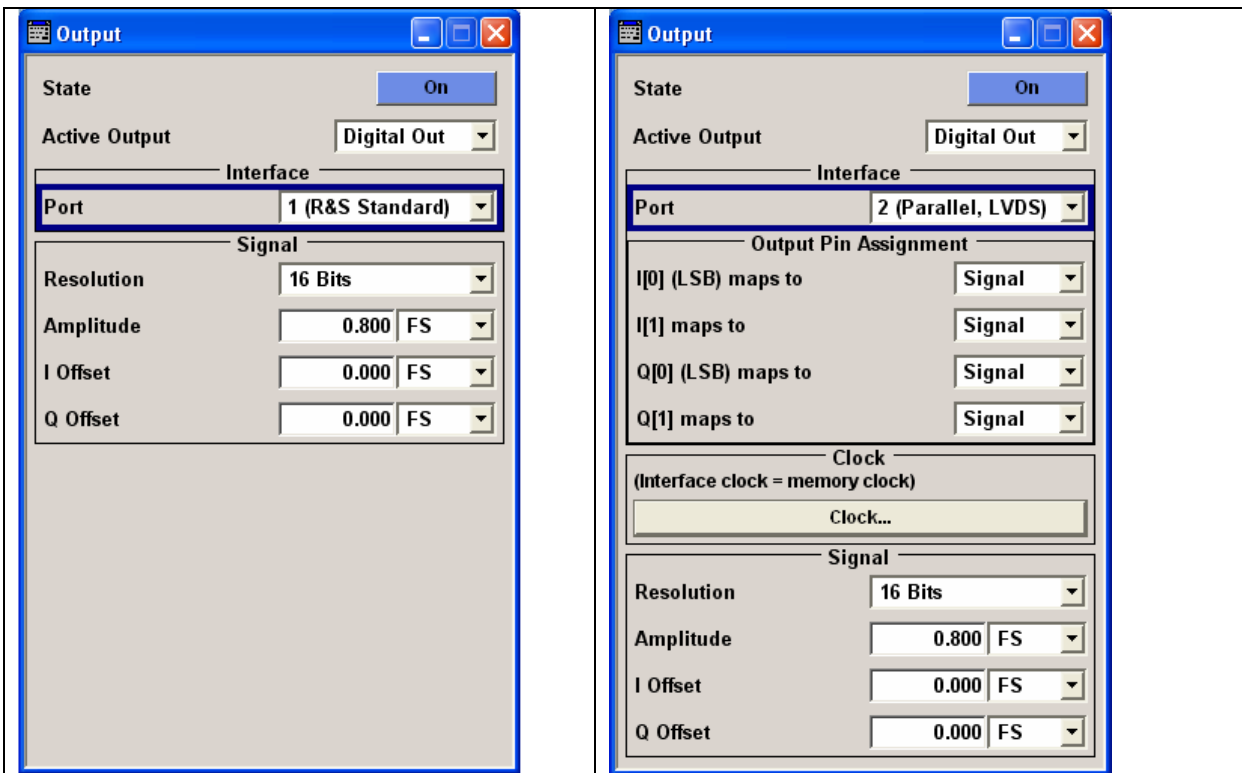 Output
State On
Active Output Digital Out
Interface
Port 1 (R&S Standard)
Signal
Resolution 16 Bits
Amplitude 0.800 FS
I Offset 0.000 FS
Q Offset 0.000 FS
Output
State On
Active Output Digital Out
Interface
Port 2 (Parallel, LVDS)
Output Pin Assignment
I[0] (LSB) maps to Signal
I[1] maps to Signal
Q[0] (LSB) maps to Signal
Q[1] maps to Signal
Clock
(Interface clock = memory clock)
Clock...
Signal
Resolution 16 Bits
Amplitude 0.800 FS
I Offset 0.000 FS
Q Offset 0.000 FS